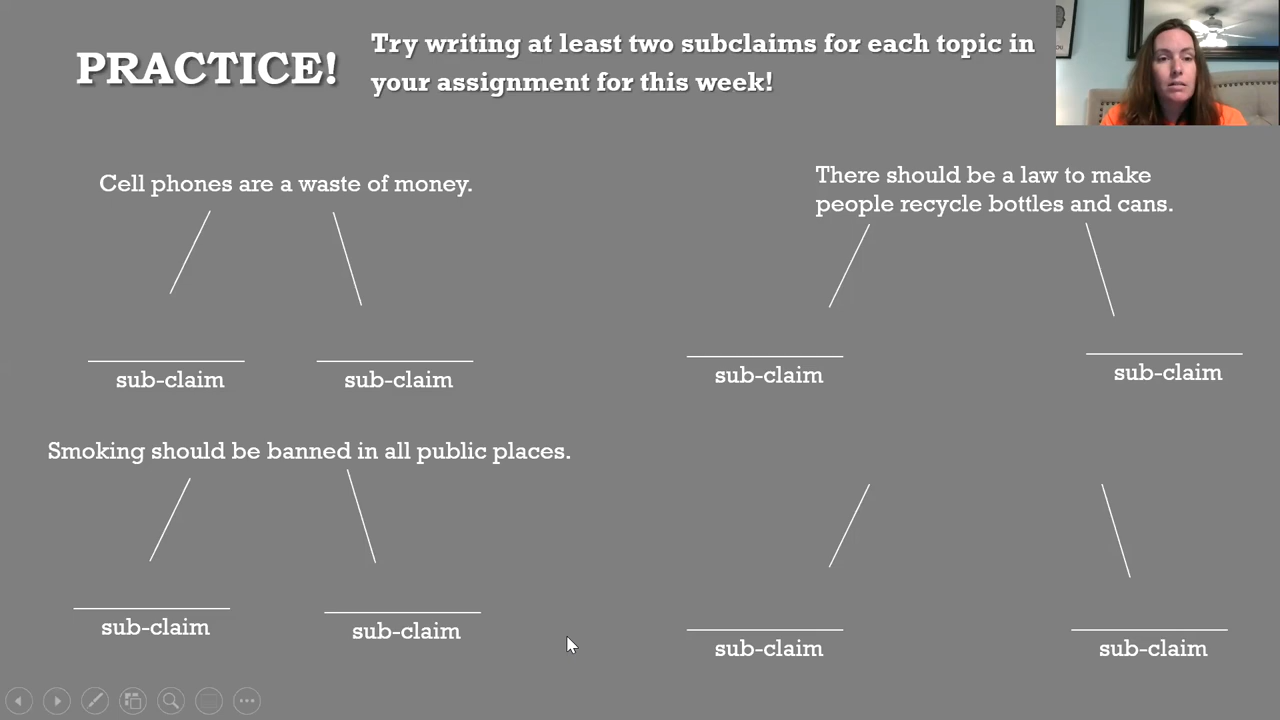 PRACTICE!
Try writing at least two subclaims for each topic in
your assignment for this week!
Cell phones are a waste of money.
sub-claim
sub-claim
There should be a law to make
people recycle bottles and cans.
sub-claim
sub-claim
Smoking should be banned in all public places.
sub-claim
sub-claim
sub-claim
sub-claim